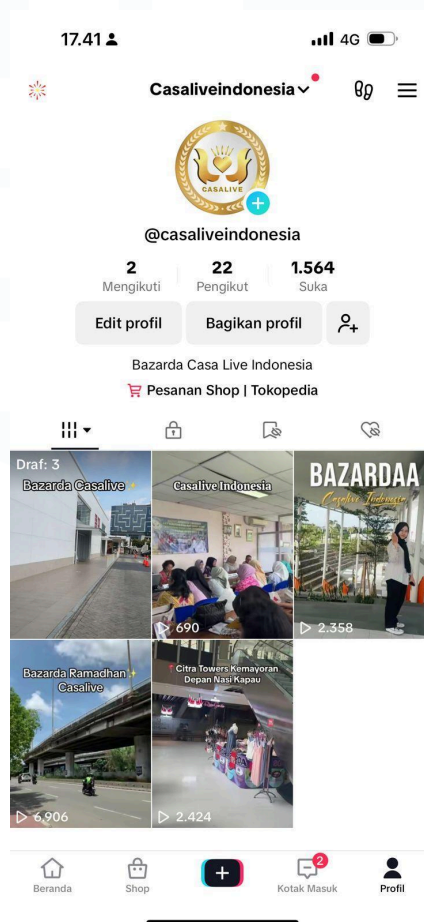 17.41
4G
Casaliveindonesia
CASALIVE
@casaliveindonesia
2
Mengikuti
22
Pengikut
1.564
Suka
Edit profil
Bagikan profil
Bazarda Casa Live Indonesia
Pesanan Shop | Tokopedia
Draf: 3
Bazarda Casalive
Casalive Indonesia
690
BAZARDAA
Casalive Indonesia
2.358
Bazarda Ramadhan
Casalive
6.906
Citra Towers Kemayoran
Depan Nasi Kapau
2.424
Beranda
Shop
2
Kotak Masuk
Profil